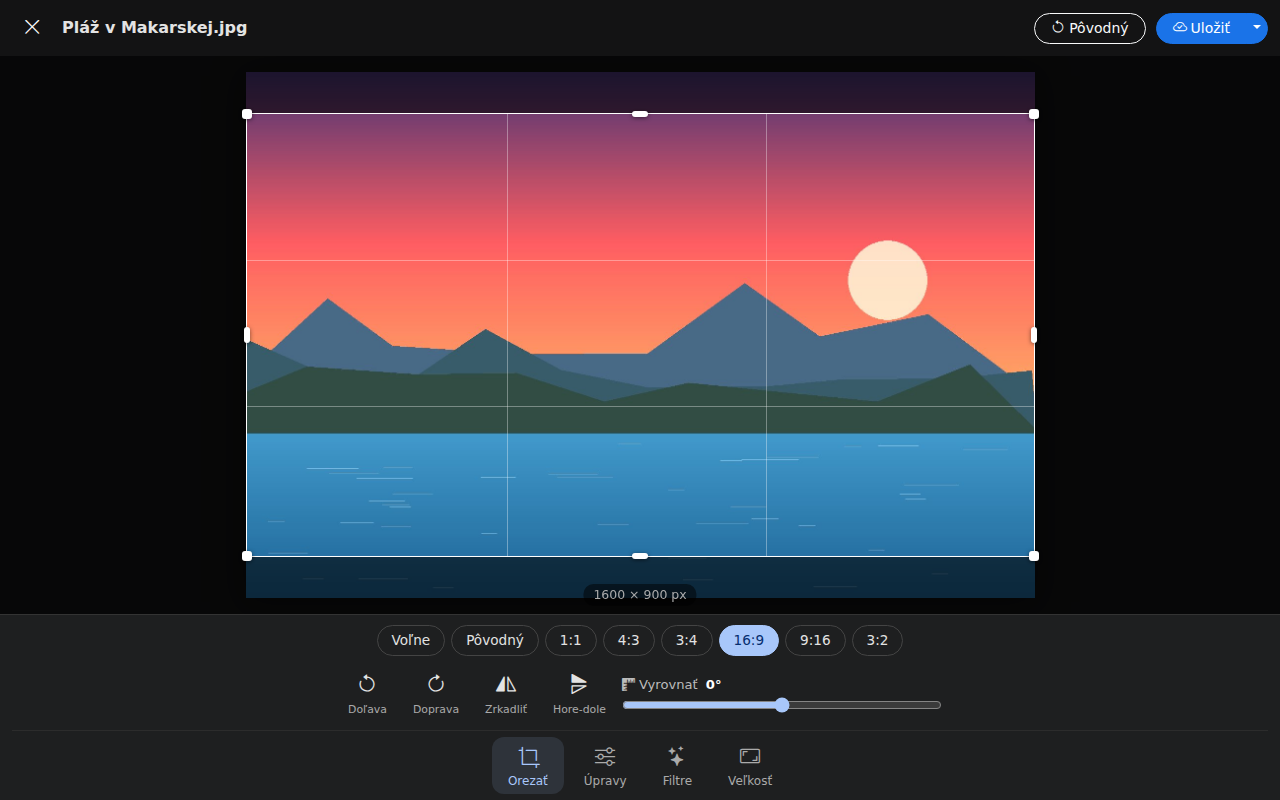 Pláž v Makarskej.jpg
Pôvodný
Uložiť
1600 × 900 px
Voľne
Pôvodný
1:1
4:3
3:4
16:9
9:16
3:2
Doľava
Doprava
Zrkadliť
Hore-dole
Vyrovnať 0°
Orezať
Úpravy
Filtre
Veľkosť